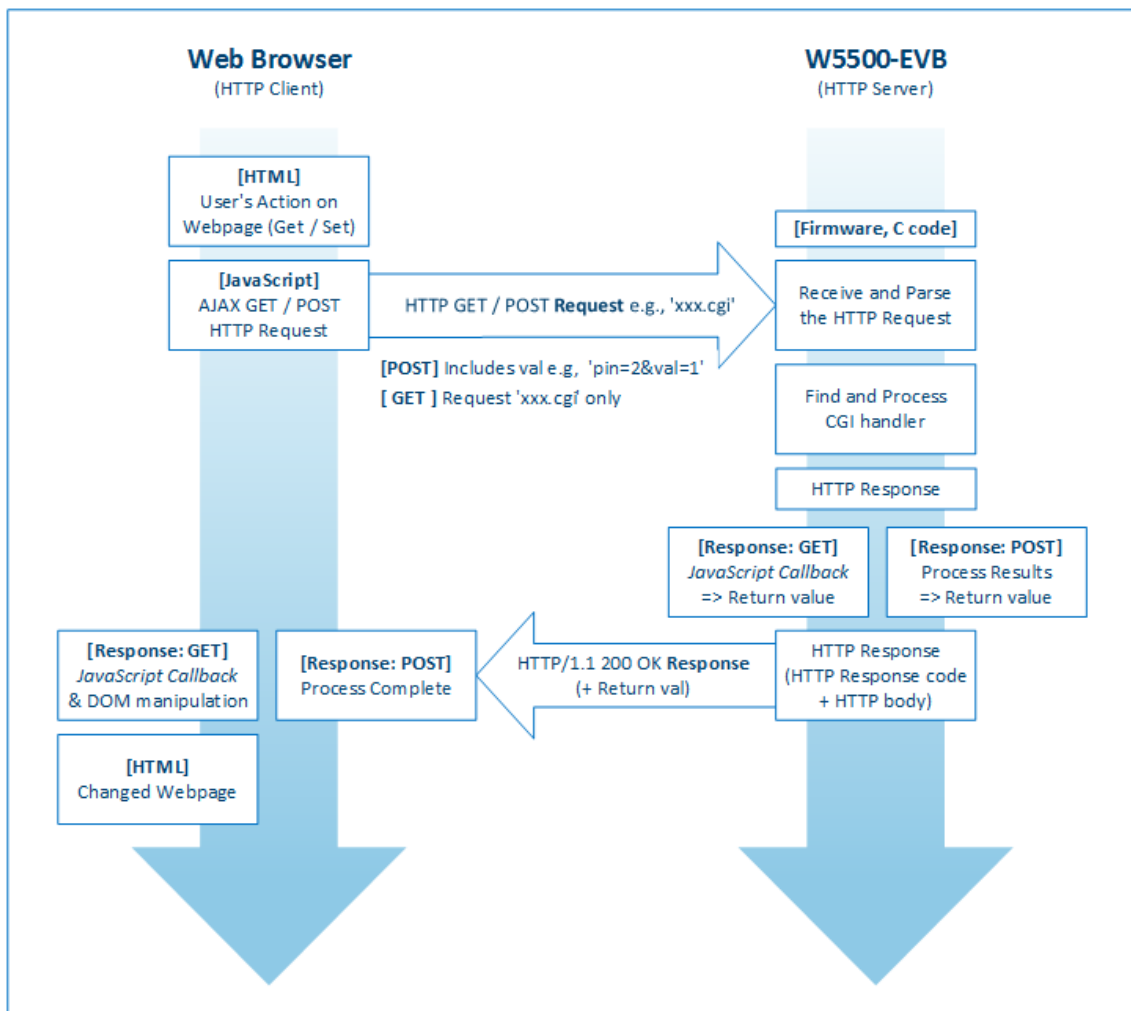 Web Browser
(HTTP Client)
W5500-EVB
(HTTP Server)
[HTML]
User's Action on
Webpage (Get / Set)
[Firmware, C code]
[JavaScript]
AJAX GET / POST
HTTP Request
HTTP GET / POST Request e.g., 'xxx.cgi'
Receive and Parse
the HTTP Request
[POST] Includes val e.g, 'pin=2&val=1'
[ GET ] Request 'xxx.cgi' only
Find and Process
CGI handler
HTTP Response
[Response: GET]
JavaScript Callback
=> Return value
[Response: POST]
Process Results
=> Return value
[Response: GET]
JavaScript Callback
& DOM manipulation
[Response: POST]
Process Complete
HTTP/1.1 200 OK Response
(+ Return val)
HTTP Response
(HTTP Response code
+ HTTP body)
[HTML]
Changed Webpage